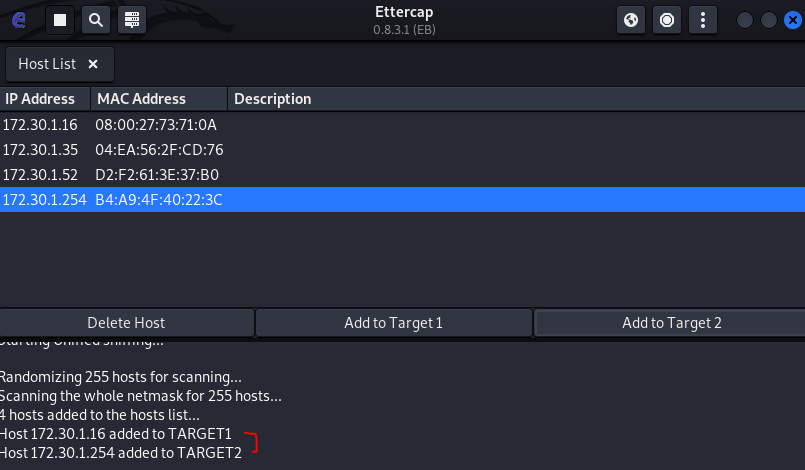 Ettercap
0.8.3.1 (EB)
Host List ×
IP Address MAC Address Description
172.30.1.16 08:00:27:73:71:0A
172.30.1.35 04:EA:56:2F:CD:76
172.30.1.52 D2:F2:61:3E:37:B0
172.30.1.254 B4:A9:4F:40:22:3C
Delete Host Add to Target 1 Add to Target 2
Starting Unified sniffing...
Randomizing 255 hosts for scanning...
Scanning the whole netmask for 255 hosts...
4 hosts added to the hosts list...
Host 172.30.1.16 added to TARGET1
Host 172.30.1.254 added to TARGET2